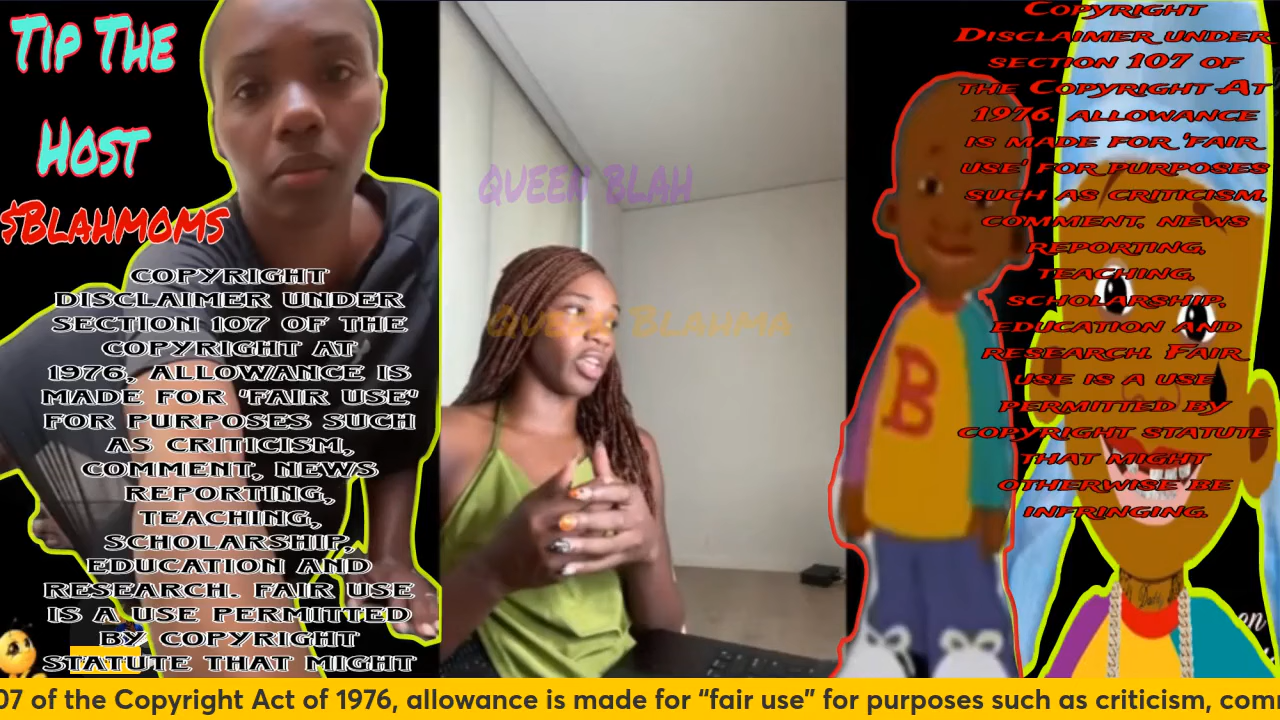 Tip The
Host
$Blahmoms
COPYRIGHT
DISCLAIMER UNDER
SECTION 107 OF THE
COPYRIGHT AT
1976, ALLOWANCE IS
MADE FOR 'FAIR USE'
FOR PURPOSES SUCH
AS CRITICISM,
COMMENT, NEWS
REPORTING,
TEACHING,
SCHOLARSHIP,
EDUCATION AND
RESEARCH. FAIR USE
IS A USE PERMITTED
BY COPYRIGHT
STATUTE THAT MIGHT
QUEEN BLAH
Queen Blahma
B
Copyright
Disclaimer under
section 107 of
the Copyright At
1976, allowance
is made for 'fair
use' for purposes
such as criticism,
comment, news
reporting,
teaching,
scholarship,
education and
research. Fair
use is a use
permitted by
copyright statute
that might
otherwise be
infringing.
on
07 of the Copyright Act of 1976, allowance is made for “fair use” for purposes such as criticism, com